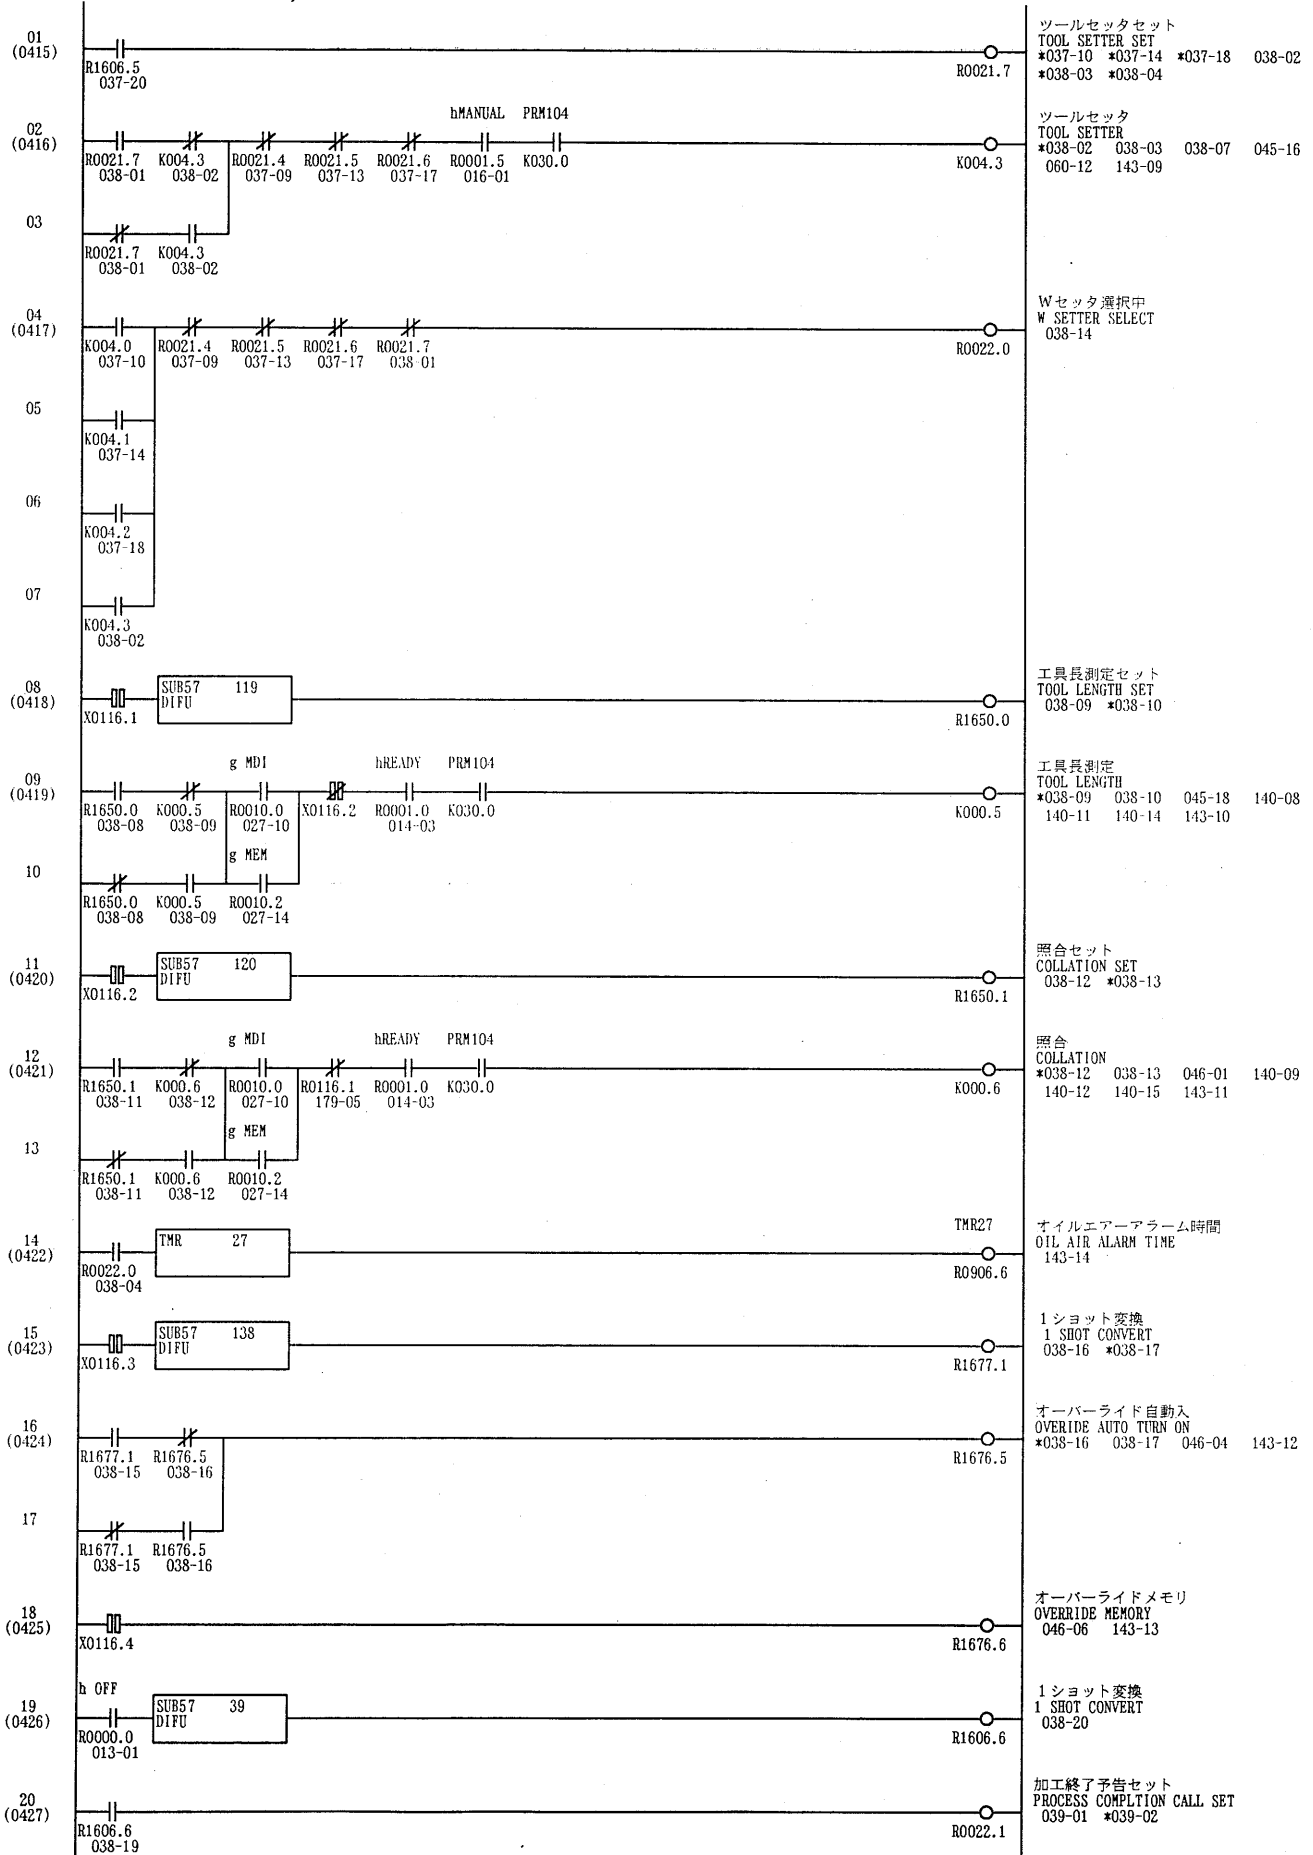 01
(0415)
R1606.5
037-20
R0021.7
ツールセッタセット
TOOL SETTER SET
*037-10 *037-14 *037-18 038-02
*038-03 *038-04
hMANUAL PRM104
02
(0416)
R0021.7 K004.3 R0021.4 R0021.5 R0021.6 R0001.5 K030.0
038-01 038-02 037-09 037-13 037-17 016-01
K004.3
ツールセッタ
TOOL SETTER
*038-02 038-03 038-07 045-16
060-12 143-09
03
R0021.7 K004.3
038-01 038-02
04
(0417)
K004.0 R0021.4 R0021.5 R0021.6 R0021.7
037-10 037-09 037-13 037-17 038-01
R0022.0
Wセッタ選択中
W SETTER SELECT
038-14
05
K004.1
037-14
06
K004.2
037-18
07
K004.3
038-02
08
(0418)
SUB57 119
DIFU
X0116.1
R1650.0
工具長測定セット
TOOL LENGTH SET
038-09 *038-10
g MDI hREADY PRM104
09
(0419)
R1650.0 K000.5 R0010.0 X0116.2 R0001.0 K030.0
038-08 038-09 027-10 014-03
K000.5
工具長測定
TOOL LENGTH
*038-09 038-10 045-18 140-08
140-11 140-14 143-10
g MEM
10
R1650.0 K000.5 R0010.2
038-08 038-09 027-14
11
(0420)
SUB57 120
DIFU
X0116.2
R1650.1
照合セット
COLLATION SET
038-12 *038-13
g MDI hREADY PRM104
12
(0421)
R1650.1 K000.6 R0010.0 R0116.1 R0001.0 K030.0
038-11 038-12 027-10 179-05 014-03
K000.6
照合
COLLATION
*038-12 038-13 046-01 140-09
140-12 140-15 143-11
g MEM
13
R1650.1 K000.6 R0010.2
038-11 038-12 027-14
14
(0422)
TMR 27
R0022.0
038-04
TMR27
R0906.6
オイルエアーアラーム時間
OIL AIR ALARM TIME
143-14
15
(0423)
SUB57 138
DIFU
X0116.3
R1677.1
1ショット変換
1 SHOT CONVERT
038-16 *038-17
16
(0424)
R1677.1 R1676.5
038-15 038-16
R1676.5
オーバーライド自動入
OVERIDE AUTO TURN ON
*038-16 038-17 046-04 143-12
17
R1677.1 R1676.5
038-15 038-16
18
(0425)
X0116.4
R1676.6
オーバーライドメモリ
OVERRIDE MEMORY
046-06 143-13
h OFF
19
(0426)
SUB57 39
DIFU
R0000.0
013-01
R1606.6
1ショット変換
1 SHOT CONVERT
038-20
20
(0427)
R1606.6
038-19
R0022.1
加工終了予告セット
PROCESS COMPLTION CALL SET
039-01 *039-02